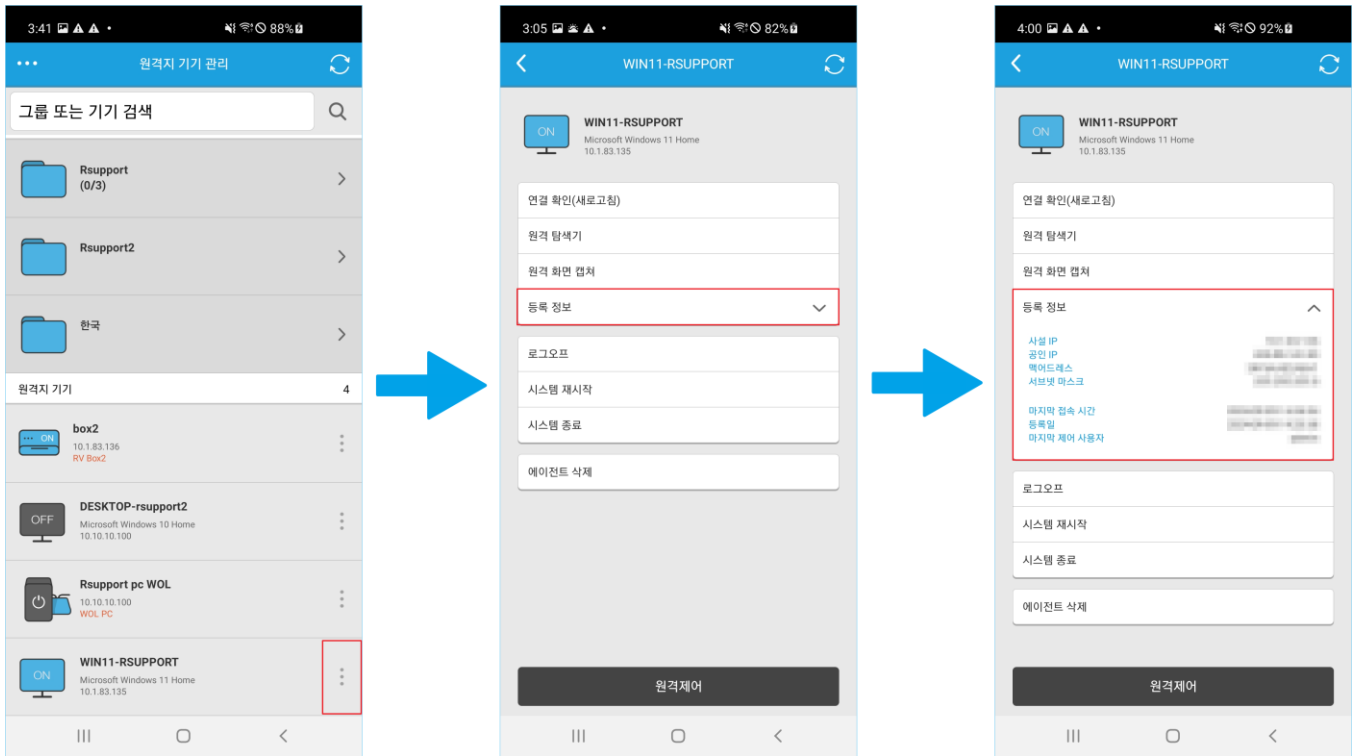 3:41
88%
원격지 기기 관리
그룹 또는 기기 검색
Rsupport
(0/3)
Rsupport2
한국
원격지 기기 4
ON
box2
10.1.83.136
RV Box2
OFF
DESKTOP-rsupport2
Microsoft Windows 10 Home
10.10.10.100
Rsupport pc WOL
10.10.10.100
WOL PC
ON
WIN11-RSUPPORT
Microsoft Windows 11 Home
10.1.83.135
3:05
82%
WIN11-RSUPPORT
ON
WIN11-RSUPPORT
Microsoft Windows 11 Home
10.1.83.135
연결 확인(새로고침)
원격 탐색기
원격 화면 캡쳐
등록 정보
로그오프
시스템 재시작
시스템 종료
에이전트 삭제
원격제어
4:00
92%
WIN11-RSUPPORT
ON
WIN11-RSUPPORT
Microsoft Windows 11 Home
10.1.83.135
연결 확인(새로고침)
원격 탐색기
원격 화면 캡쳐
등록 정보
사설 IP
공인 IP
맥어드레스
서브넷 마스크
마지막 접속 시간
등록일
마지막 제어 사용자
로그오프
시스템 재시작
시스템 종료
에이전트 삭제
원격제어